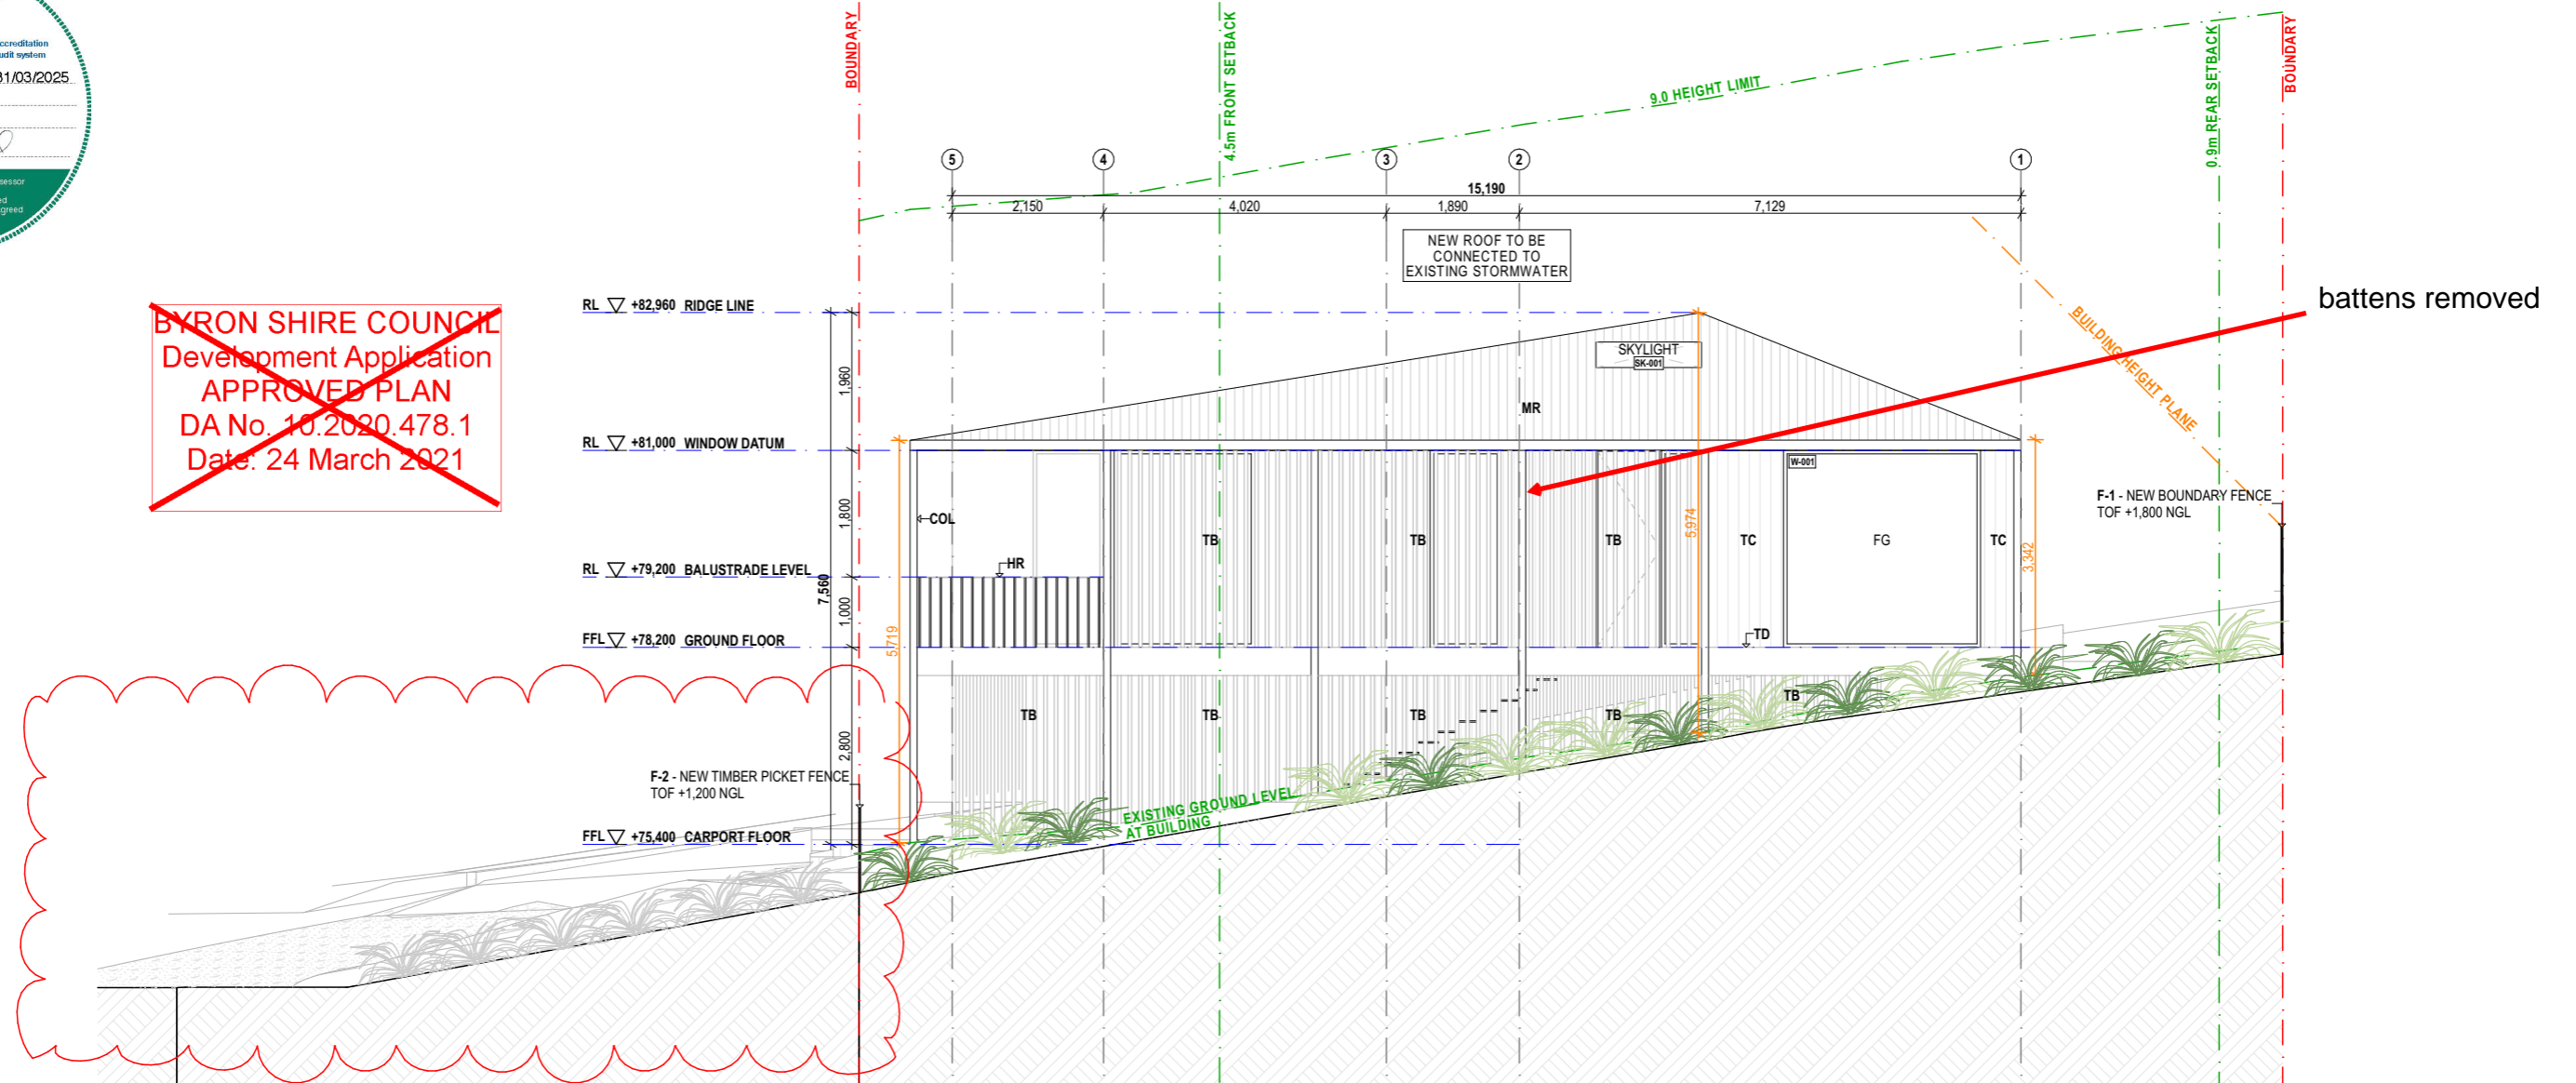 ccreditation
udit system
31/03/2025
sessor
ed
greed
BOUNDARY
4.5m FRONT SETBACK
9.0 HEIGHT LIMIT
0.9m REAR SETBACK
BOUNDARY
5
4
3
2
1
15,190
2,150
4,020
1,890
7,129
NEW ROOF TO BE
CONNECTED TO
EXISTING STORMWATER
battens removed
BYRON SHIRE COUNCIL
Development Application
APPROVED PLAN
DA No. 10.2020.478.1
Date: 24 March 2021
RL +82,960 RIDGE LINE
BUILDING HEIGHT PLANE
SKYLIGHT
SK-001
1,960
MR
RL +81,000 WINDOW DATUM
W-001
F-1 - NEW BOUNDARY FENCE
TOF +1,800 NGL
COL
1,800
TB
TB
TB
5,974
TC
FG
TC
3,342
HR
RL +79,200 BALUSTRADE LEVEL
7,560
1,000
5,719
FFL +78,200 GROUND FLOOR
TD
TB
TB
TB
TB
TB
2,800
F-2 - NEW TIMBER PICKET FENCE
TOF +1,200 NGL
EXISTING GROUND LEVEL
AT BUILDING
FFL +75,400 CARPORT FLOOR